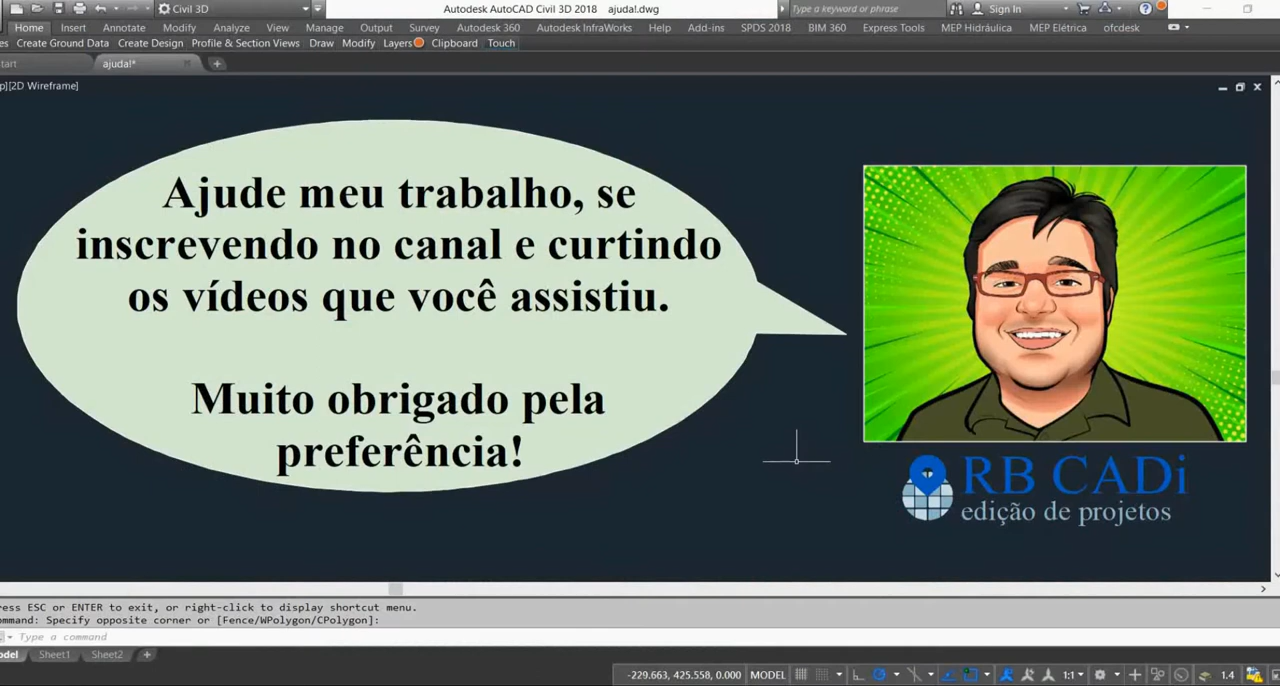 Civil 3D
Autodesk AutoCAD Civil 3D 2018 ajuda!.dwg
Type a keyword or phrase
Sign In
Home Insert Annotate Modify Analyze View Manage Output Survey Autodesk 360 Autodesk InfraWorks Help Add-ins SPDS 2018 BIM 360 Express Tools MEP Hidráulica MEP Elétrica ofcdesk
es Create Ground Data Create Design Profile & Section Views Draw Modify Layers Clipboard Touch
tart ajuda!*
p][2D Wireframe]
Ajude meu trabalho, se
inscrevendo no canal e curtindo
os vídeos que você assistiu.
Muito obrigado pela
preferência!
RB CADi
edição de projetos
ress ESC or ENTER to exit, or right-click to display shortcut menu.
ommand: Specify opposite corner or [Fence/WPolygon/CPolygon]:
Type a command
odel Sheet1 Sheet2
-229.663, 425.558, 0.000 MODEL 1:1 1.4